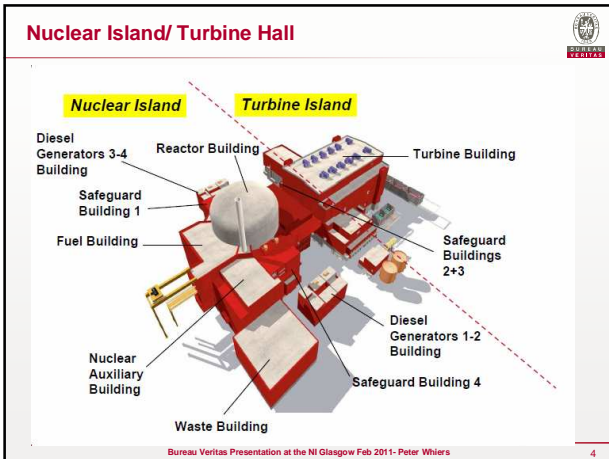 Nuclear Island/ Turbine Hall
BUREAU
VERITAS
Nuclear Island
Turbine Island
Diesel
Generators 3-4
Building
Reactor Building
Turbine Building
Safeguard
Building 1
Fuel Building
Safeguard
Buildings
2+3
Diesel
Generators 1-2
Building
Nuclear
Auxiliary
Building
Safeguard Building 4
Waste Building
Bureau Veritas Presentation at the NI Glasgow Feb 2011- Peter Whiers
4